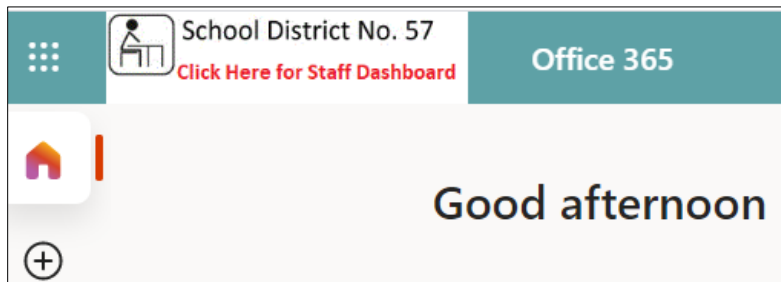 School District No. 57
Click Here for Staff Dashboard
Office 365
Good afternoon